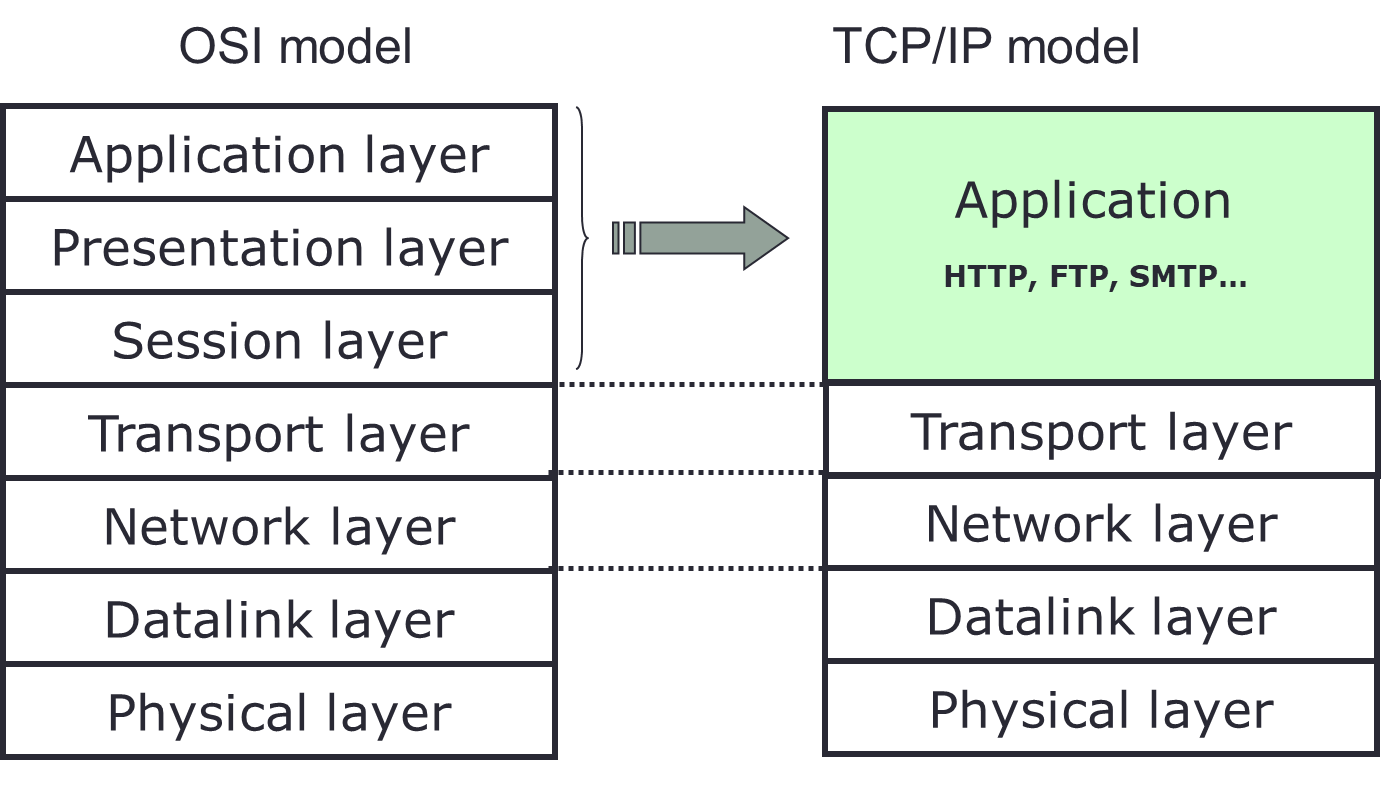 OSI model
TCP/IP model
Application layer
Presentation layer
Session layer
Transport layer
Network layer
Datalink layer
Physical layer
Application
HTTP, FTP, SMTP...
Transport layer
Network layer
Datalink layer
Physical layer